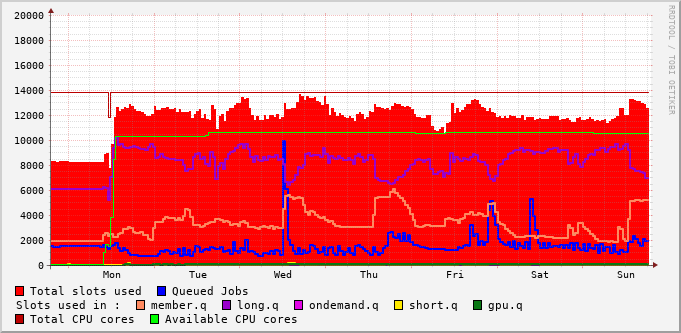 20000
18000
16000
14000
12000
10000
8000
6000
4000
2000
0
Mon Tue Wed Thu Fri Sat Sun
RRDTOOL / TOBI OETIKER
Total slots used Queued Jobs
Slots used in : member.q long.q ondemand.q short.q gpu.q
Total CPU cores Available CPU cores